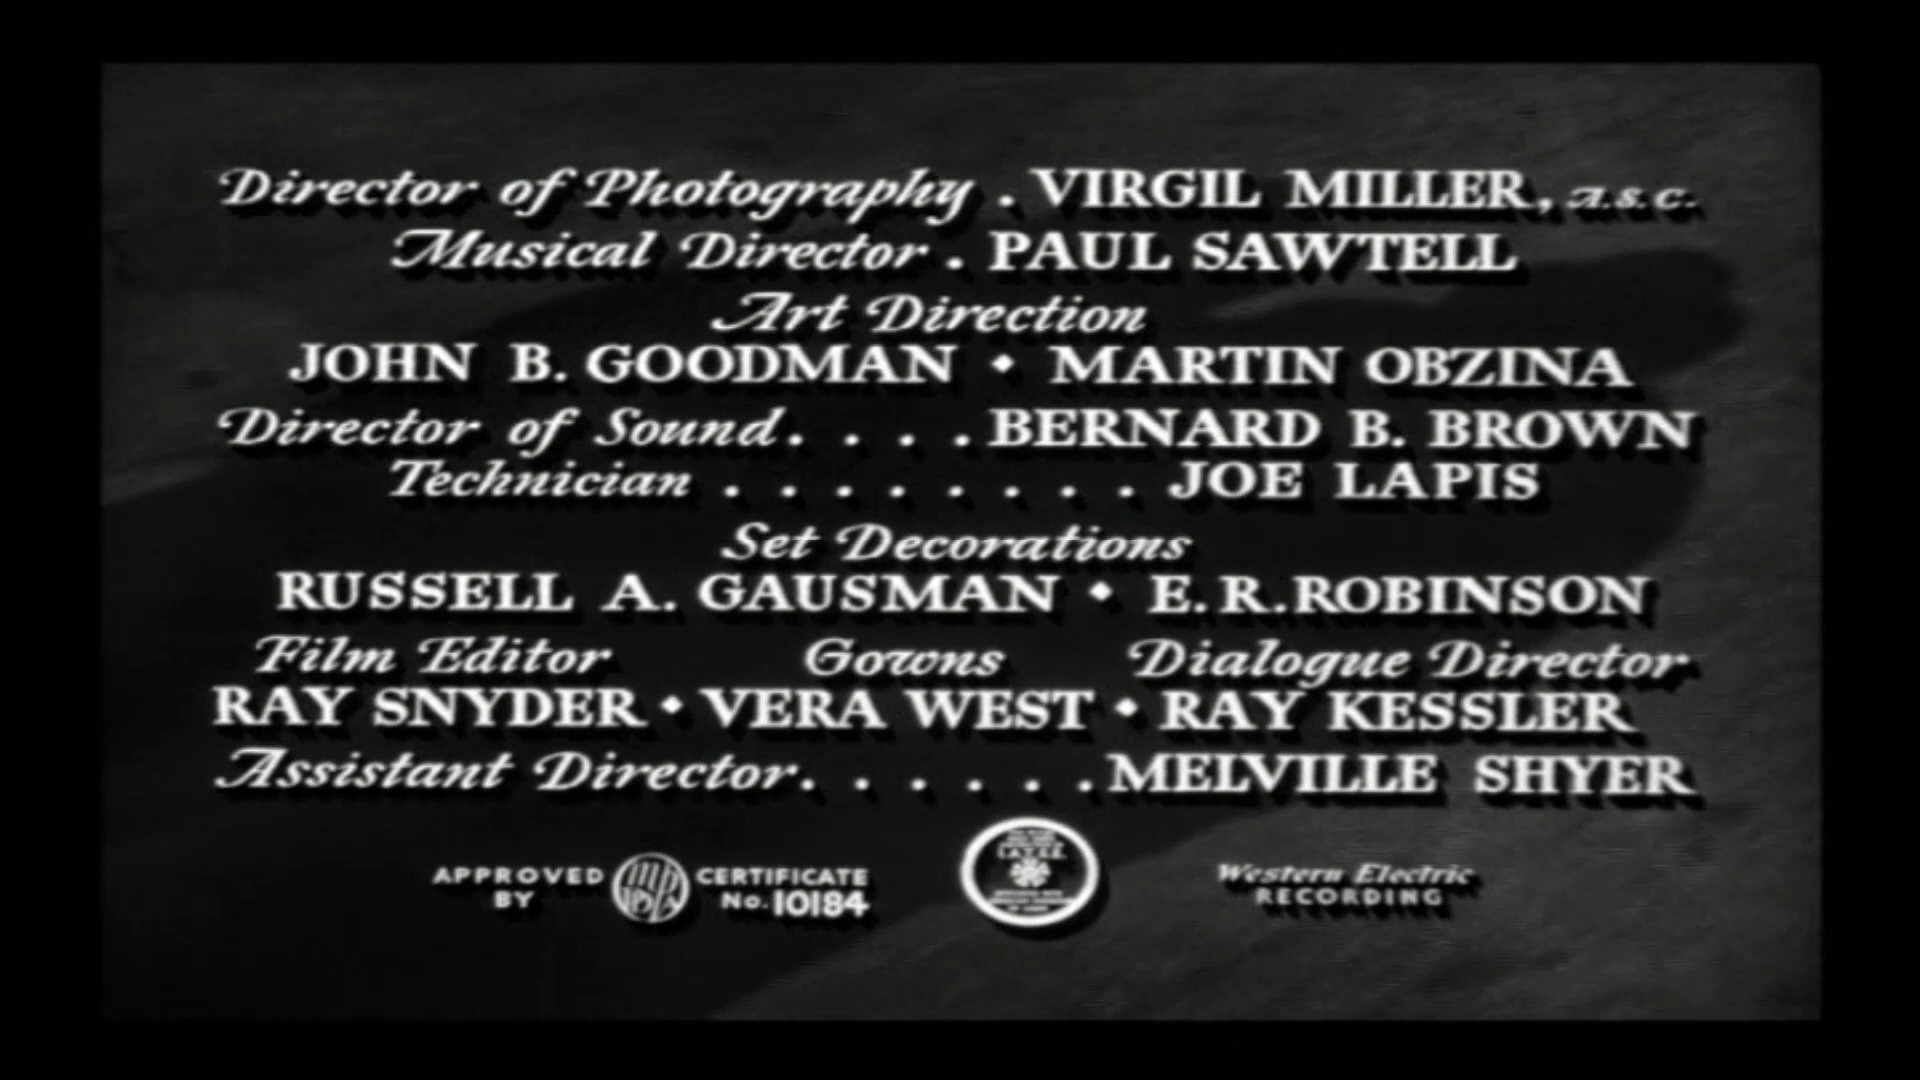 Director of Photography . VIRGIL MILLER, A.S.C.
Musical Director . PAUL SAWTELL
Art Direction
JOHN B. GOODMAN • MARTIN OBZINA
Director of Sound. . . . .BERNARD B. BROWN
Technician . . . . . . . . JOE LAPIS
Set Decorations
RUSSELL A. GAUSMAN • E. R. ROBINSON
Film Editor Gowns Dialogue Director
RAY SNYDER • VERA WEST • RAY KESSLER
Assistant Director. . . . . .MELVILLE SHYER
APPROVED BY MPPDA CERTIFICATE No. 10184
I.A.T.S.E.
Western Electric
RECORDING